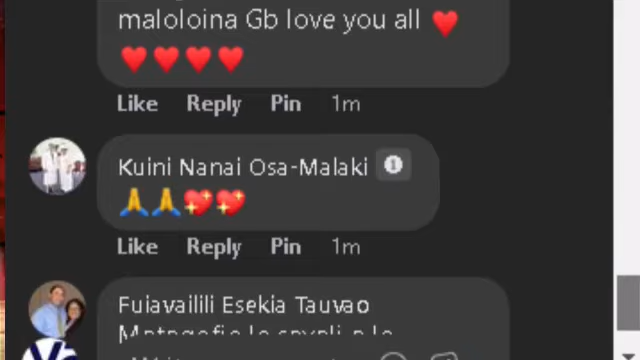 maloloina Gb love you all ❤️
❤️❤️❤️❤️
Like Reply Pin 1m
Kuini Nanai Osa-Malaki
🙏🙏💖💖
Like Reply Pin 1m
Fuiavailili Esekia Tauvao